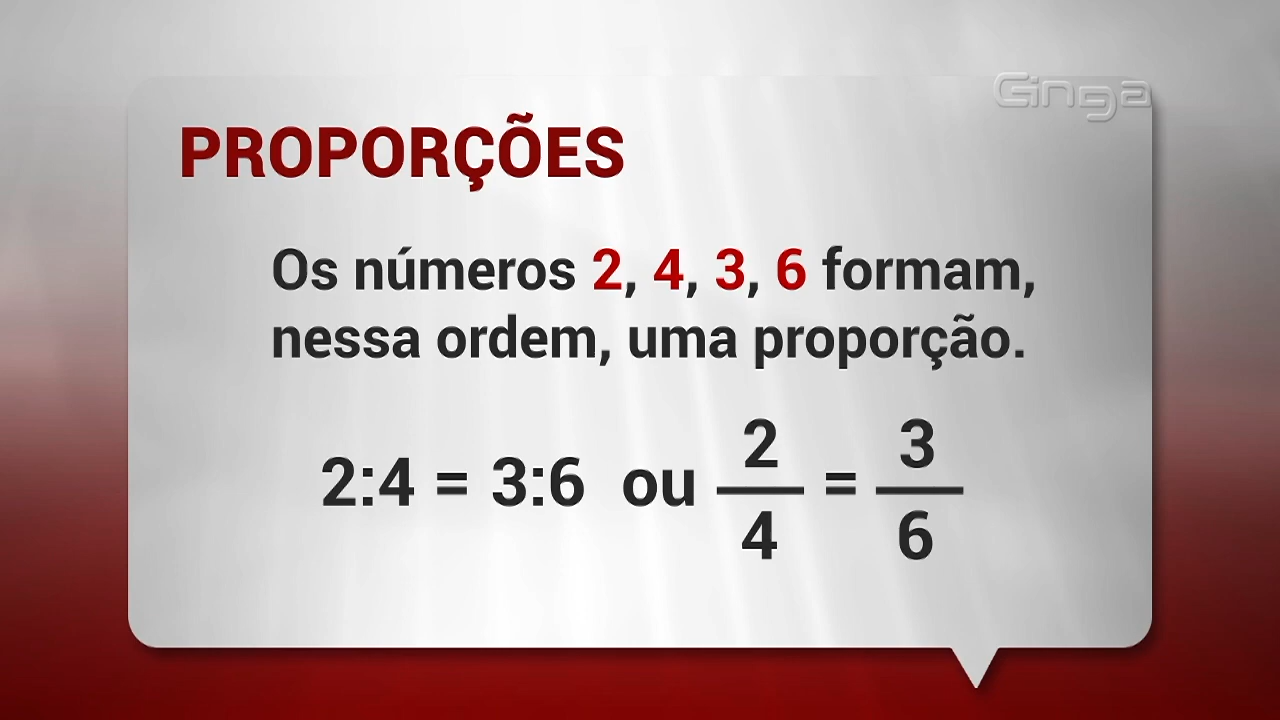 Ginga
PROPORÇÕES
Os números 2, 4, 3, 6 formam,
nessa ordem, uma proporção.
2:4 = 3:6 ou 2/4 = 3/6